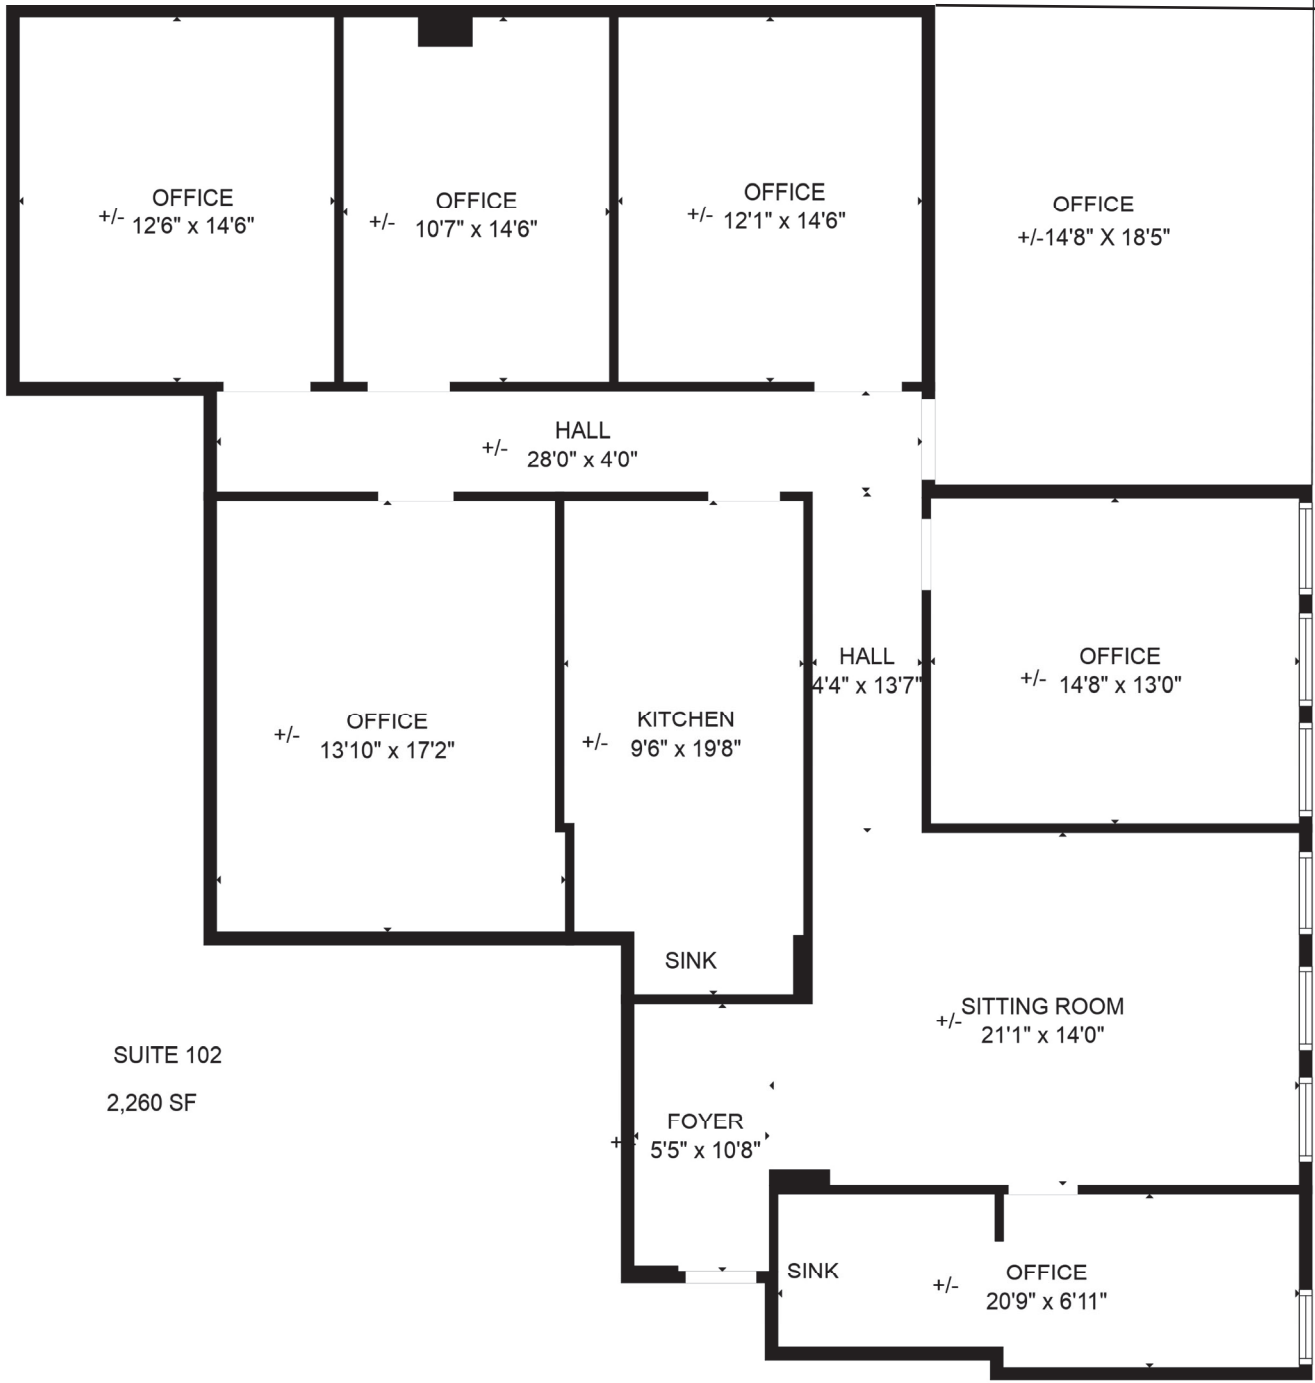 OFFICE
+/- 12'6" x 14'6"
OFFICE
+/- 10'7" x 14'6"
OFFICE
+/- 12'1" x 14'6"
OFFICE
+/-14'8" X 18'5"
HALL
+/- 28'0" x 4'0"
HALL
4'4" x 13'7"
OFFICE
+/- 14'8" x 13'0"
OFFICE
+/- 13'10" x 17'2"
KITCHEN
+/- 9'6" x 19'8"
SINK
SITTING ROOM
+/- 21'1" x 14'0"
SUITE 102
2,260 SF
FOYER
+/- 5'5" x 10'8"
SINK
OFFICE
+/- 20'9" x 6'11"